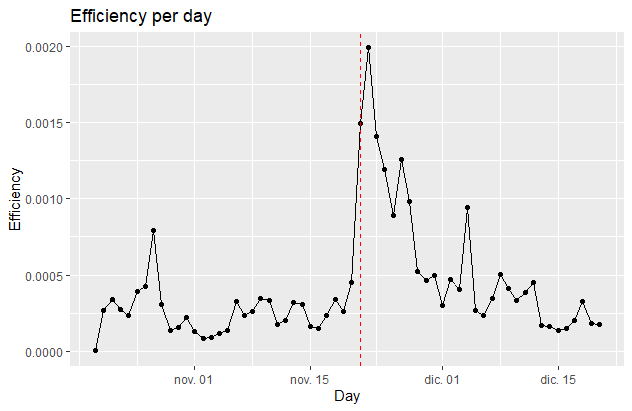 Efficiency per day
0.0020
0.0015
0.0010
0.0005
0.0000
Efficiency
nov. 01
nov. 15
dic. 01
dic. 15
Day